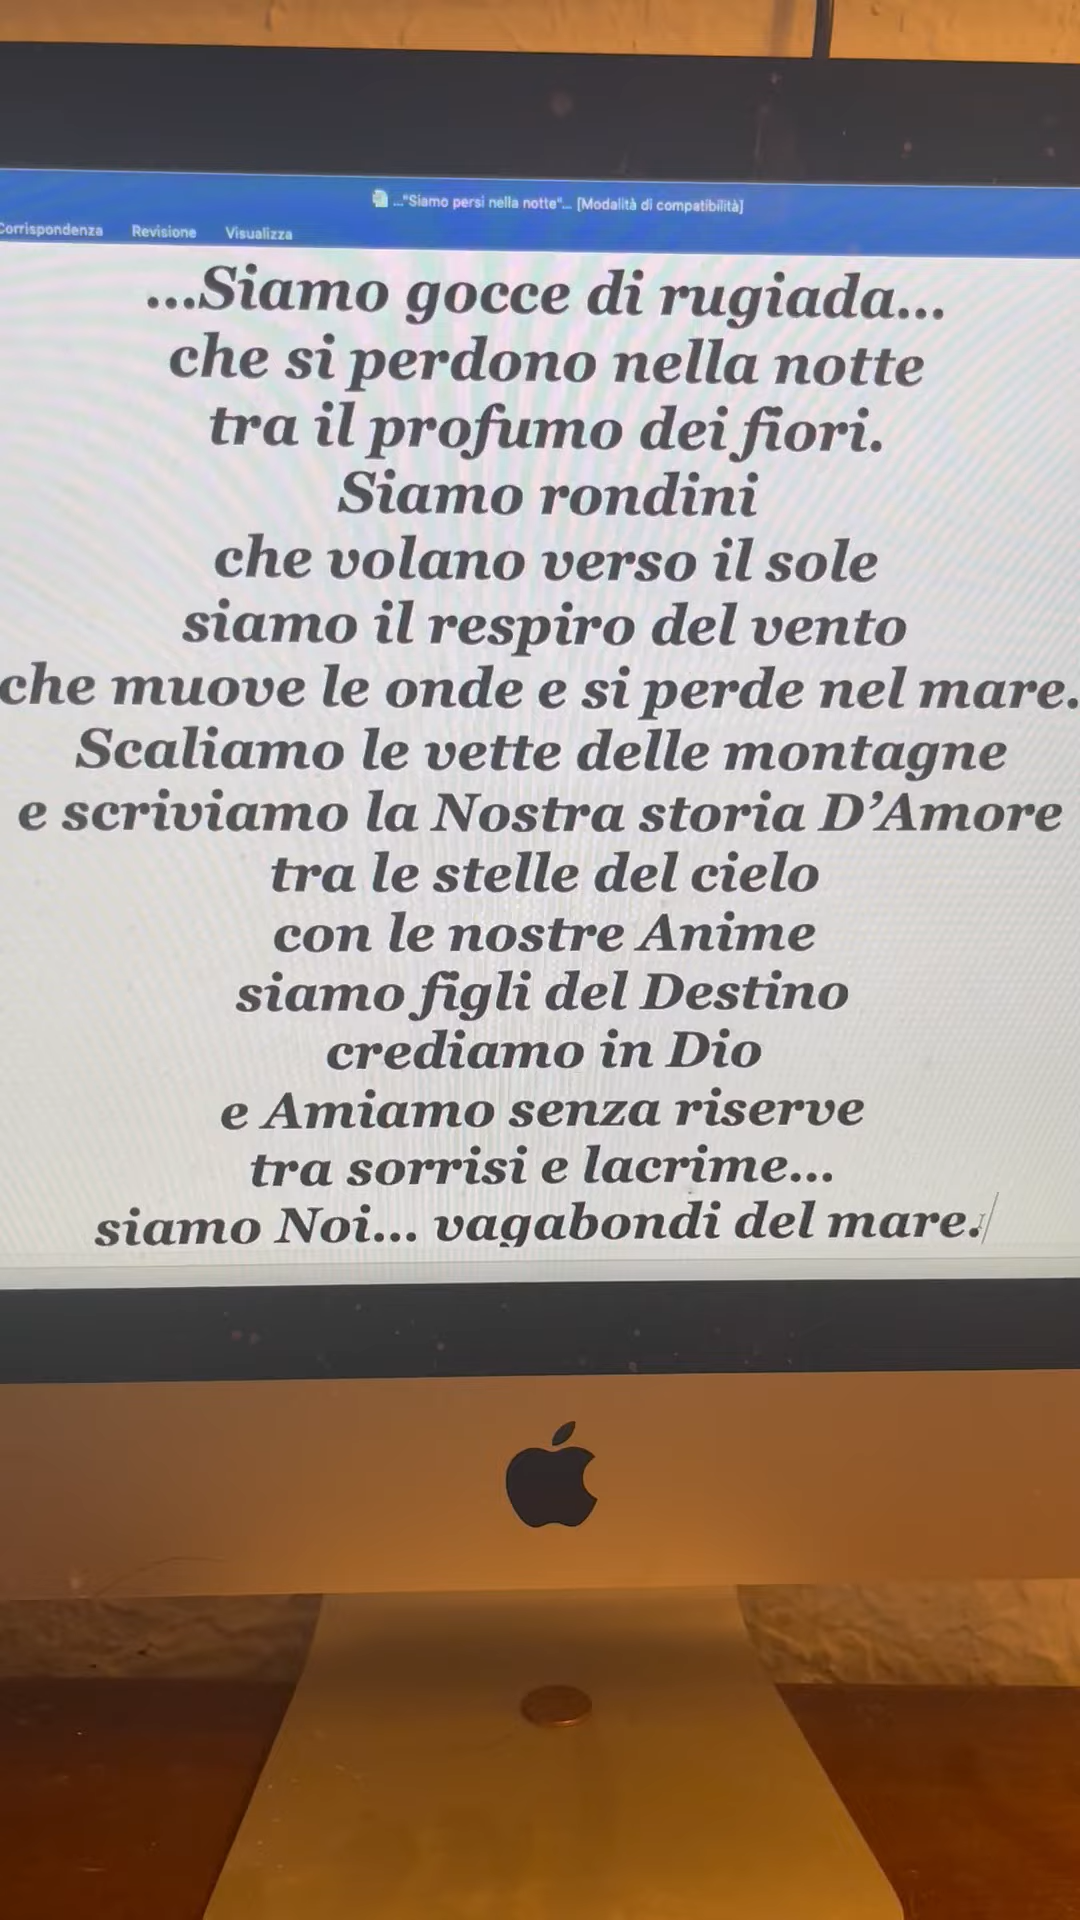 ..."Siamo persi nella notte"... [Modalità di compatibilità]
Corrispondenza Revisione Visualizza
...Siamo gocce di rugiada...
che si perdono nella notte
tra il profumo dei fiori.
Siamo rondini
che volano verso il sole
siamo il respiro del vento
che muove le onde e si perde nel mare.
Scaliamo le vette delle montagne
e scriviamo la Nostra storia D’Amore
tra le stelle del cielo
con le nostre Anime
siamo figli del Destino
crediamo in Dio
e Amiamo senza riserve
tra sorrisi e lacrime...
siamo Noi... vagabondi del mare.